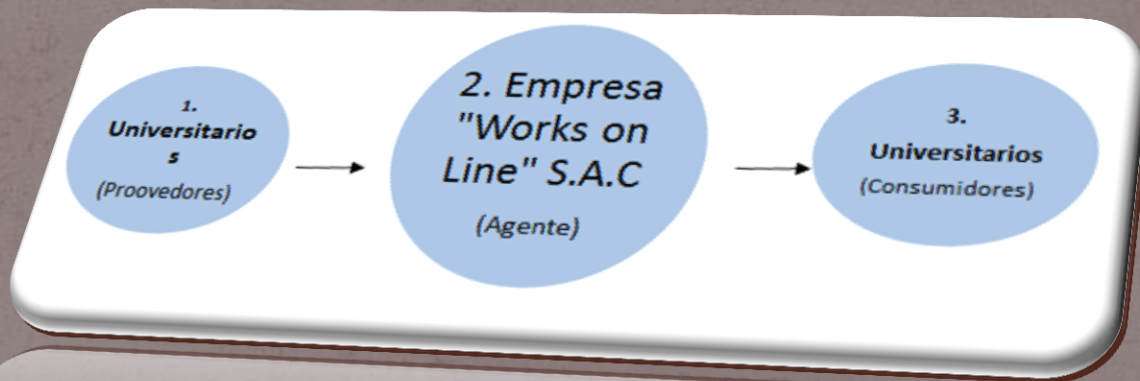 1.
Universitario
s
(Proovedores)
2. Empresa
"Works on
Line" S.A.C
(Agente)
3.
Universitarios
(Consumidores)